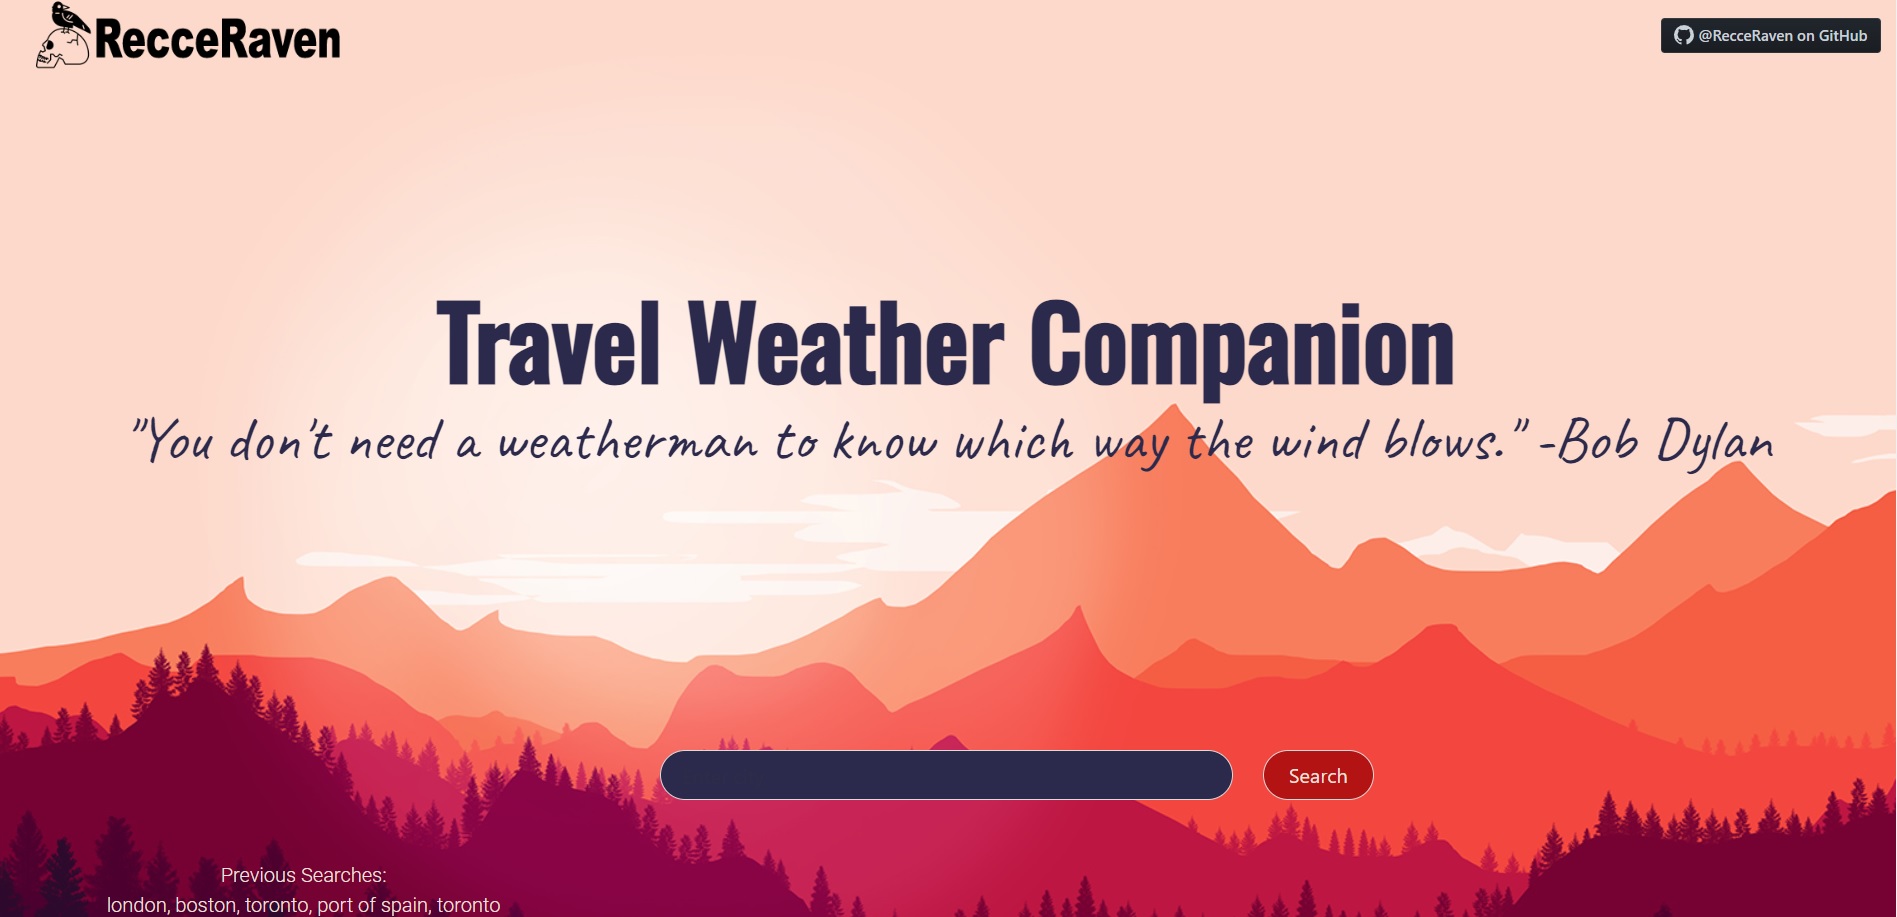 RecceRaven
@RecceRaven on GitHub
Travel Weather Companion
"You don't need a weatherman to know which way the wind blows." -Bob Dylan
Search
Previous Searches:
london, boston, toronto, port of spain, toronto